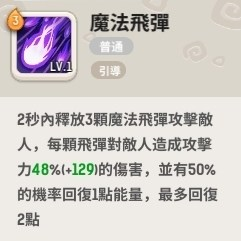 3
LV.1
魔法飛彈
普通
引導
2秒內釋放3顆魔法飛彈攻擊敵
人，每顆飛彈對敵人造成攻擊
力48%(+129)的傷害，並有50%
的機率回復1點能量，最多回復
2點